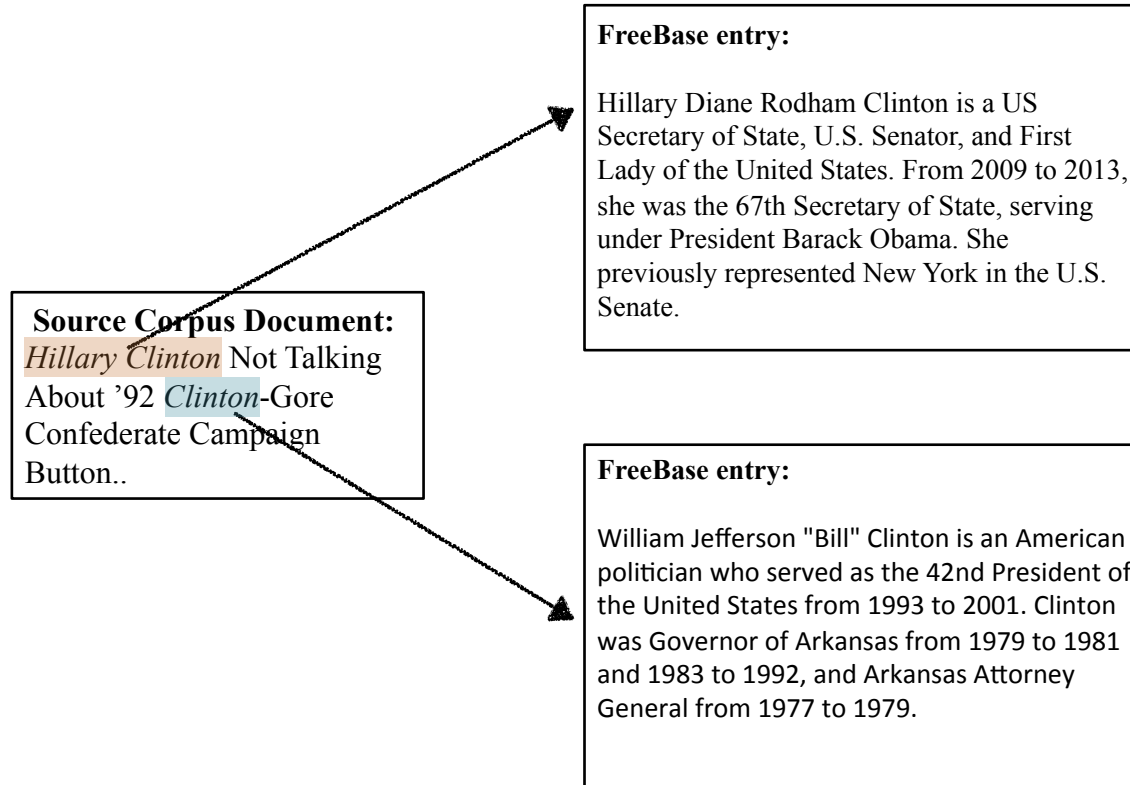 Source Corpus Document:
Hillary Clinton Not Talking
About ’92 Clinton-Gore
Confederate Campaign
Button..
FreeBase entry:
Hillary Diane Rodham Clinton is a US
Secretary of State, U.S. Senator, and First
Lady of the United States. From 2009 to 2013,
she was the 67th Secretary of State, serving
under President Barack Obama. She
previously represented New York in the U.S.
Senate.
FreeBase entry:
William Jefferson "Bill" Clinton is an American
politician who served as the 42nd President of
the United States from 1993 to 2001. Clinton
was Governor of Arkansas from 1979 to 1981
and 1983 to 1992, and Arkansas Attorney
General from 1977 to 1979.